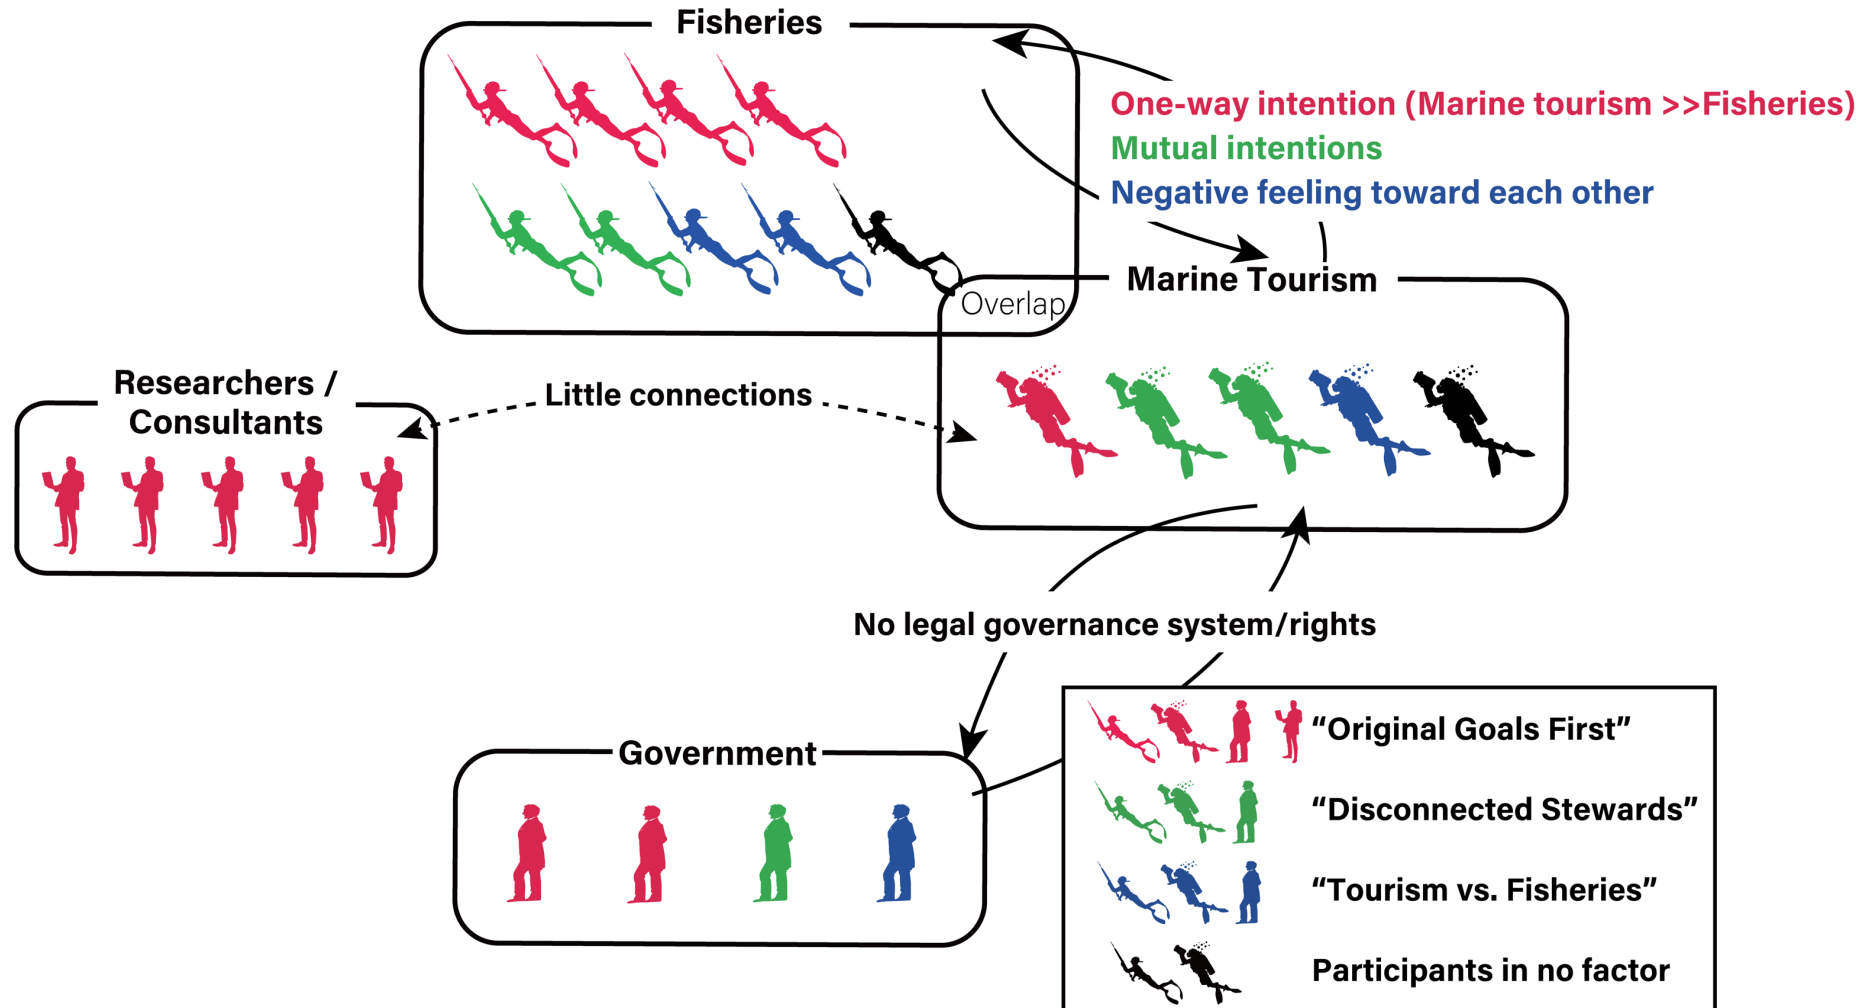 Fisheries
One-way intention (Marine tourism >>Fisheries)
Mutual intentions
Negative feeling toward each other
Marine Tourism
Overlap
Researchers /
Consultants
Little connections
No legal governance system/rights
Government
“Original Goals First”
“Disconnected Stewards”
“Tourism vs. Fisheries”
Participants in no factor